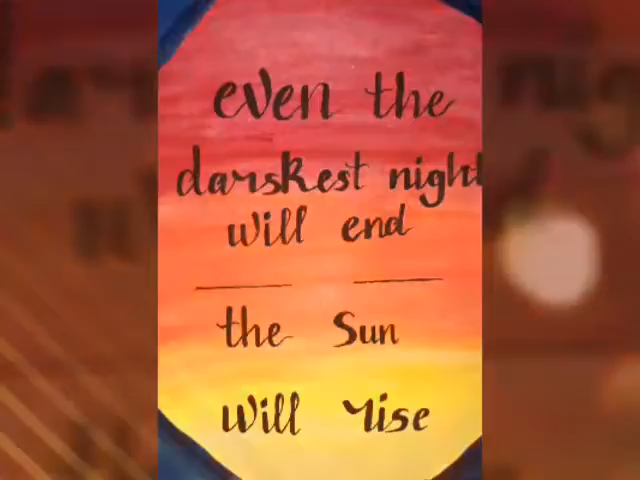 even the
darskest night
will end
the Sun
will rise